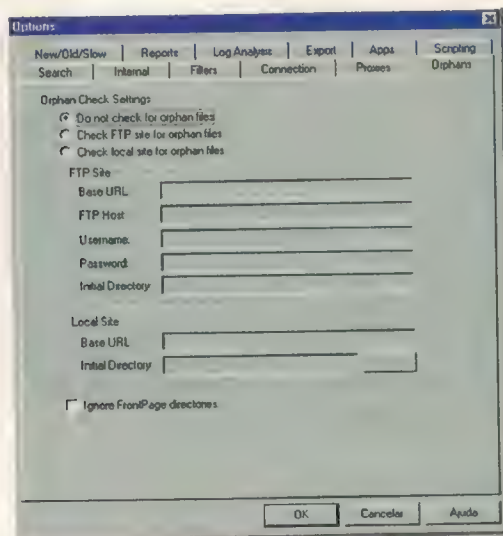 Options
New/Old/Slow Reports Log Analysis Export Apps Scripting
Search Internal Filters Connection Proxies Orphans
Orphan Check Settings
Do not check for orphan files
Check FTP site for orphan files
Check local site for orphan files
FTP Site
Base URL
FTP Host
Username:
Password:
Initial Directory
Local Site
Base URL
Initial Directory
Ignore FrontPage directories
OK Cancelar Ajuda